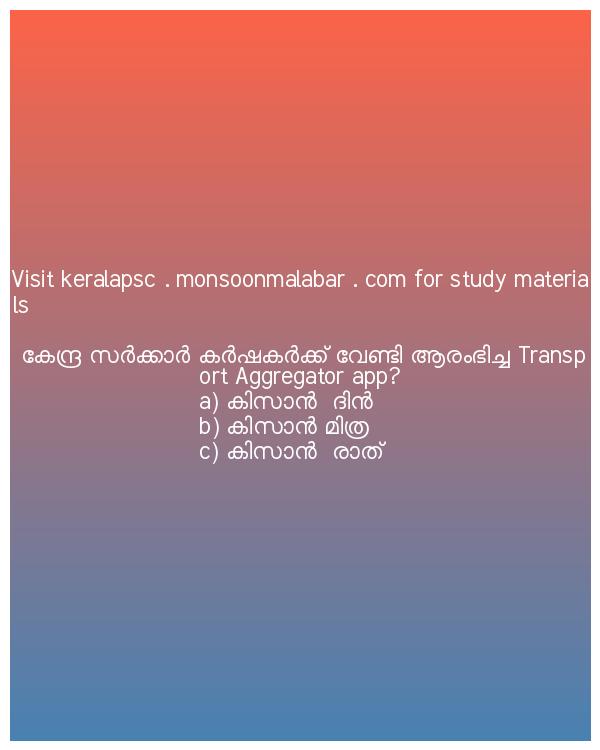 Visit keralapsc . monsoonmalabar . com for study materia
ls
കേന്ദ്ര സർക്കാർ കർഷകർക്ക് വേണ്ടി ആരംഭിച്ച Transp
ort Aggregator app?
a) കിസാൻ  ദിൻ
b) കിസാൻ മിത്ര
c) കിസാൻ  രാത്